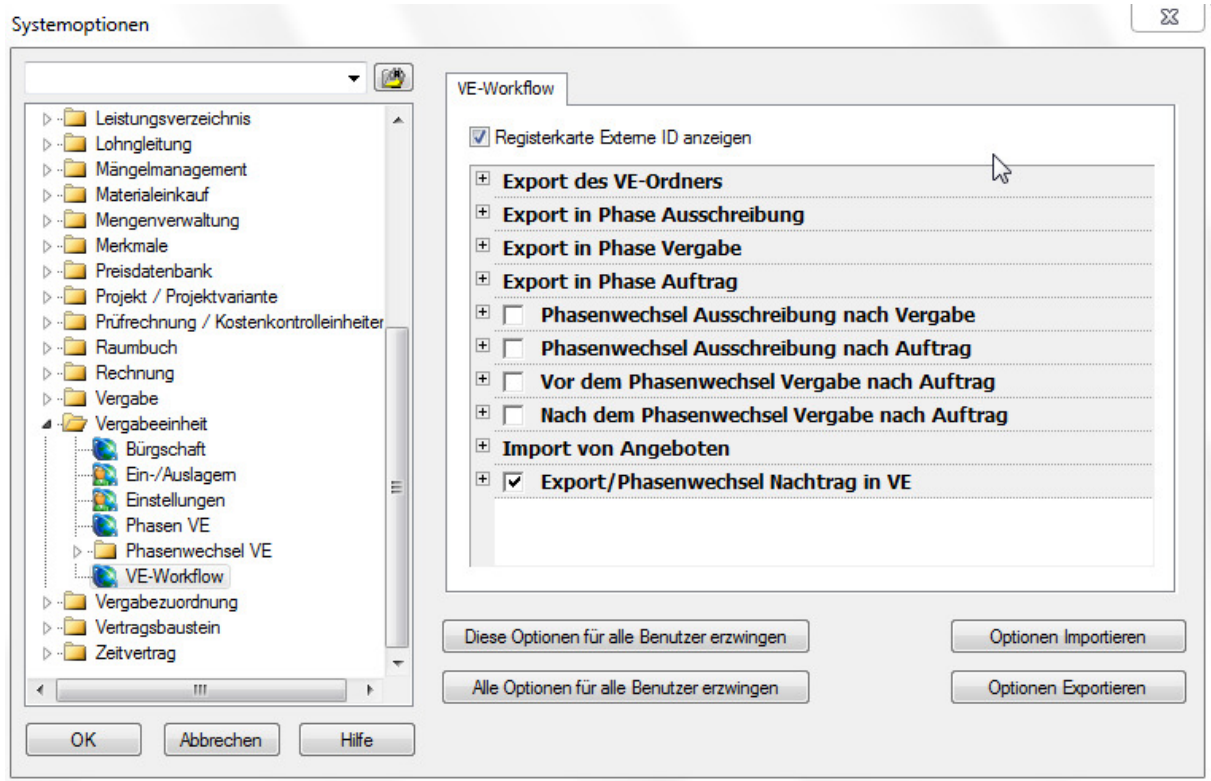 Systemoptionen
Leistungsverzeichnis
Lohngleitung
Mängelmanagement
Materialeinkauf
Mengenverwaltung
Merkmale
Preisdatenbank
Projekt / Projektvariante
Prüfrechnung / Kostenkontrolleinheiter
Raumbuch
Rechnung
Vergabe
Vergabeeinheit
Bürgschaft
Ein-/Auslagern
Einstellungen
Phasen VE
Phasenwechsel VE
VE-Workflow
Vergabezuordnung
Vertragsbaustein
Zeitvertrag
OK
Abbrechen
Hilfe
VE-Workflow
Registerkarte Externe ID anzeigen
Export des VE-Ordners
Export in Phase Ausschreibung
Export in Phase Vergabe
Export in Phase Auftrag
Phasenwechsel Ausschreibung nach Vergabe
Phasenwechsel Ausschreibung nach Auftrag
Vor dem Phasenwechsel Vergabe nach Auftrag
Nach dem Phasenwechsel Vergabe nach Auftrag
Import von Angeboten
Export/Phasenwechsel Nachtrag in VE
Diese Optionen für alle Benutzer erzwingen
Optionen Importieren
Alle Optionen für alle Benutzer erzwingen
Optionen Exportieren